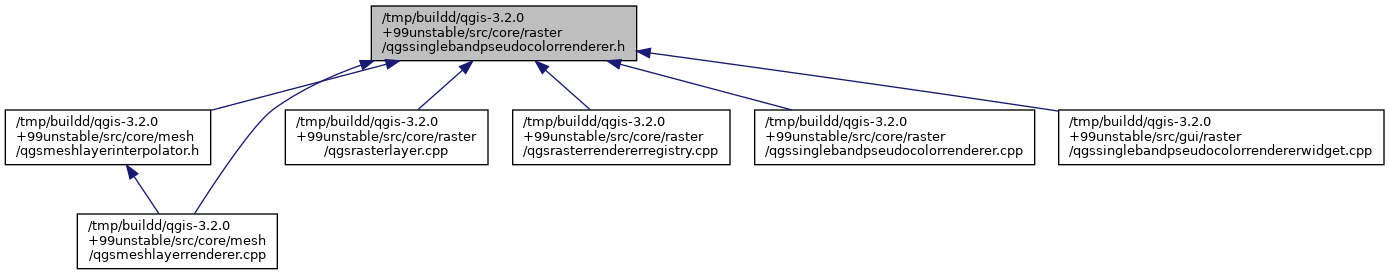 /tmp/buildd/qgis-3.2.0
+99unstable/src/core/raster
/qgssinglebandpseudocolorrenderer.h
/tmp/buildd/qgis-3.2.0
+99unstable/src/core/mesh
/qgsmeshlayerinterpolator.h
/tmp/buildd/qgis-3.2.0
+99unstable/src/core/raster
/qgsrasterlayer.cpp
/tmp/buildd/qgis-3.2.0
+99unstable/src/core/raster
/qgsrasterrendererregistry.cpp
/tmp/buildd/qgis-3.2.0
+99unstable/src/core/raster
/qgssinglebandpseudocolorrenderer.cpp
/tmp/buildd/qgis-3.2.0
+99unstable/src/gui/raster
/qgssinglebandpseudocolorrendererwidget.cpp
/tmp/buildd/qgis-3.2.0
+99unstable/src/core/mesh
/qgsmeshlayerrenderer.cpp